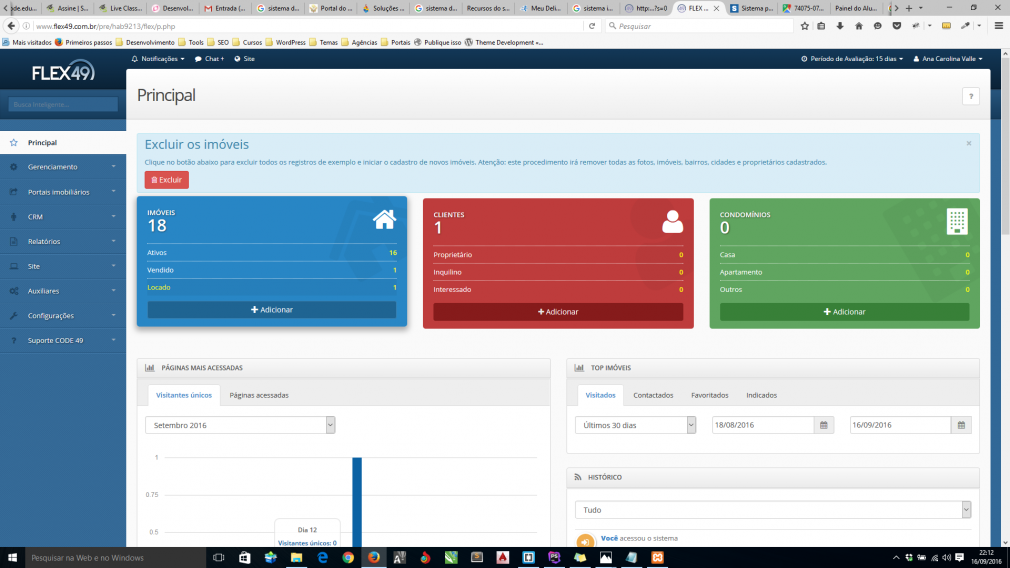 jde.edu...
Assine | S...
Live Class...
Desenvol...
Entrada (...
sistema d...
Portal do ...
Soluções ...
sistema d...
Recursos do s...
Meu Deli...
sistema i...
http...?s=0
FLEX ...
Sistema p...
74075-07...
Painel do Alu...
www.flex49.com.br/pre/hab9213/flex/p.php
Pesquisar
Mais visitados
Primeiros passos
Desenvolvimento
Tools
SEO
Cursos
WordPress
Temas
Agências
Portais
Publique isso
Theme Development «...
FLEX49
Notificações
Chat +
Site
Período de Avaliação: 15 dias
Ana Carolina Valle
Busca inteligente...
Principal
?
Principal
Gerenciamento
Portais imobiliários
CRM
Relatórios
Site
Auxiliares
Configurações
? Suporte CODE 49
Excluir os imóveis
×
Clique no botão abaixo para excluir todos os registros de exemplo e iniciar o cadastro de novos imóveis. Atenção: este procedimento irá remover todas as fotos, imóveis, bairros, cidades e proprietários cadastrados.
Excluir
IMÓVEIS
18
Ativos 16
Vendido 1
Locado 1
+ Adicionar
CLIENTES
1
Proprietário 0
Inquilino 0
Interessado 0
+ Adicionar
CONDOMÍNIOS
0
Casa 0
Apartamento 0
Outros 0
+ Adicionar
PÁGINAS MAIS ACESSADAS
Visitantes únicos Páginas acessadas
Setembro 2016
1
0.75
0.5
Dia 12
Visitantes únicos: 0
TOP IMÓVEIS
Visitados Contactados Favoritados Indicados
Últimos 30 dias 18/08/2016 16/09/2016
HISTÓRICO
Tudo
Você acessou o sistema
Pesquisar na Web e no Windows
22:12
16/09/2016